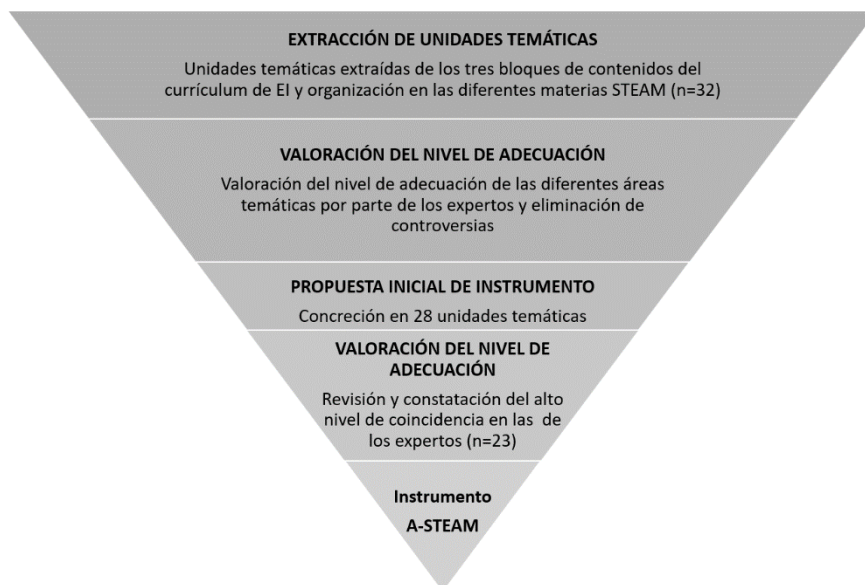 EXTRACCIÓN DE UNIDADES TEMÁTICAS
Unidades temáticas extraídas de los tres bloques de contenidos del
currículum de EI y organización en las diferentes materias STEAM (n=32)
VALORACIÓN DEL NIVEL DE ADECUACIÓN
Valoración del nivel de adecuación de las diferentes áreas
temáticas por parte de los expertos y eliminación de
controversias
PROPUESTA INICIAL DE INSTRUMENTO
Concreción en 28 unidades temáticas
VALORACIÓN DEL NIVEL DE
ADECUACIÓN
Revisión y constatación del alto
nivel de coincidencia en las de
los expertos (n=23)
Instrumento
A-STEAM